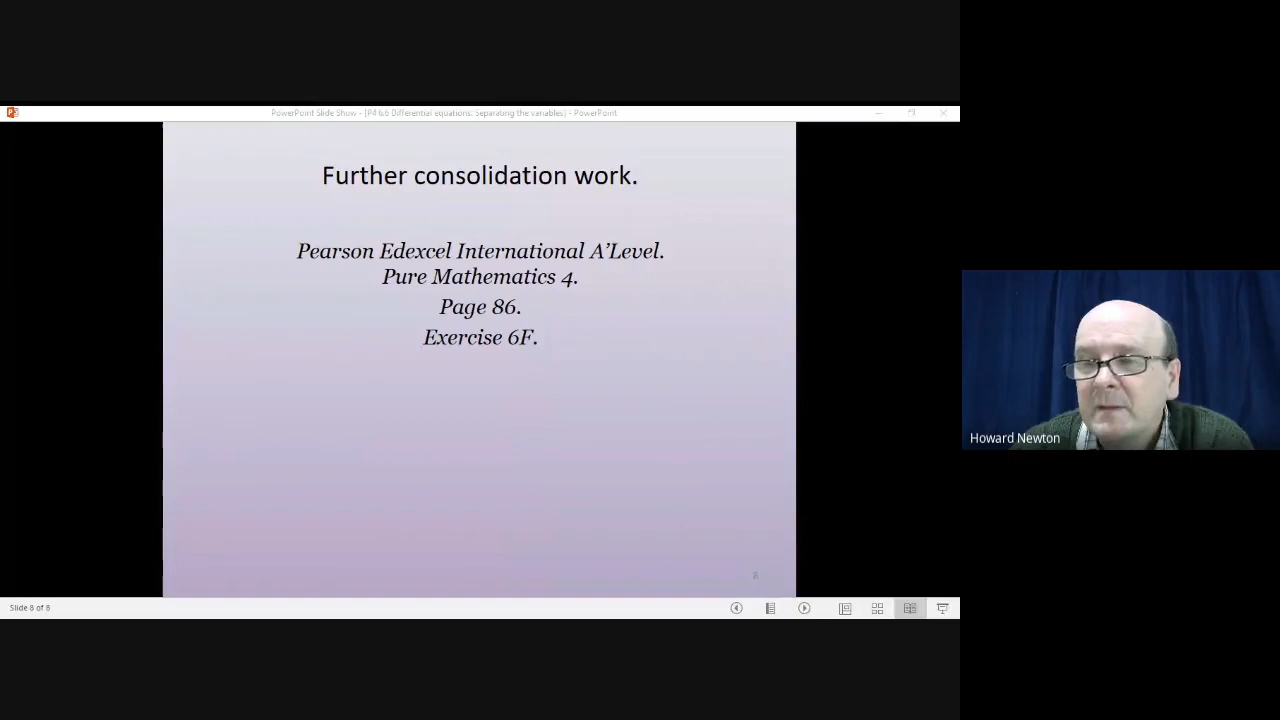 PowerPoint Slide Show - [P4 6.6 Differential equations: Separating the variables] - PowerPoint
Further consolidation work.
Pearson Edexcel International A’Level.
Pure Mathematics 4.
Page 86.
Exercise 6F.
Howard Newton
8
Slide 8 of 8